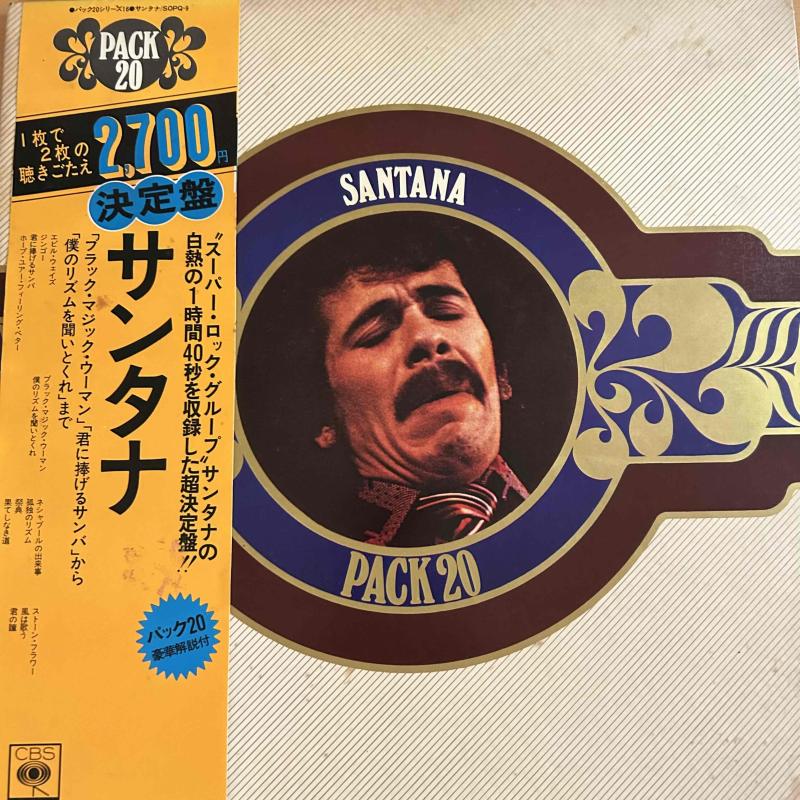 ●パック20シリーズ16●サンタナ/SOPQ-9
PACK
20
1枚で
2枚の
聴きごたえ
2,700円
決定盤
"スーパー・ロック・グループ"サンタナの
白熱の1時間40秒を収録した超決定盤!!
サンタナ
「ブラック・マジック・ウーマン」「君に捧げるサンバ」から
「僕のリズムを聞いとくれ」まで
エビル・ウェイズ
ジンゴー
君に捧げるサンバ
ホープ・ユアー・フィーリング・ベター
ブラック・マジック・ウーマン
僕のリズムを聞いとくれ
ネシャブールの出来事
孤独のリズム
祭典
果てしなき道
ストーン・フラワー
風は歌う
君の瞳
パック20
豪華解説付
CBS
SANTANA
PACK 20